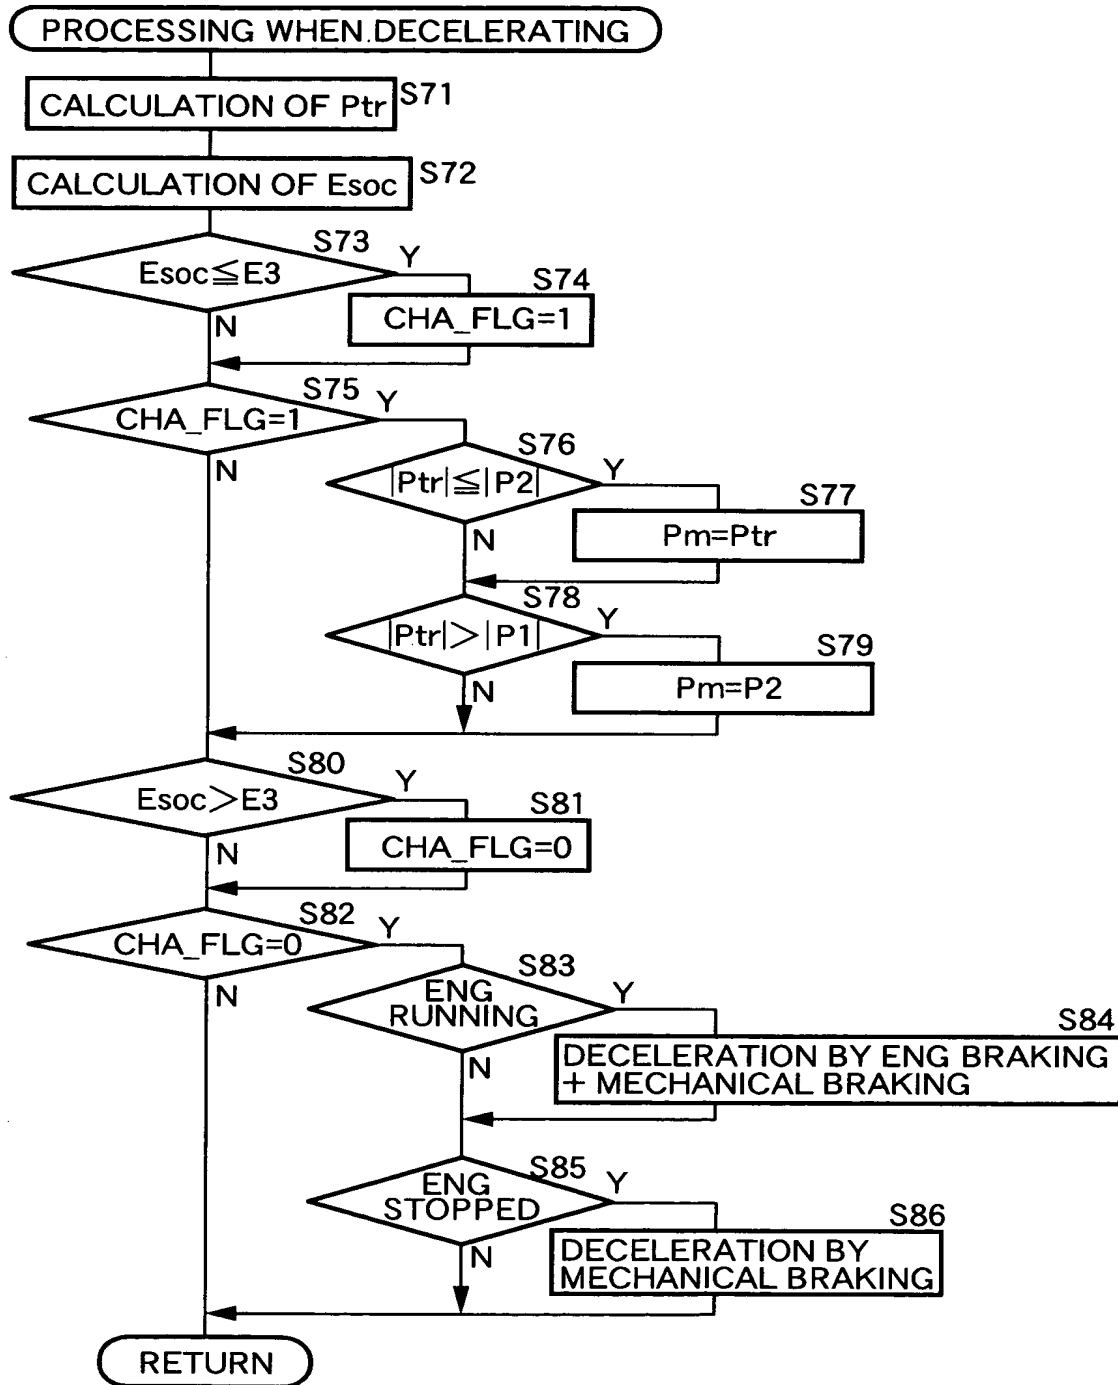 PROCESSING WHEN.DECELERATING
CALCULATION OF Ptr
S71
CALCULATION OF Esoc
S72
Esoc≦E3
S73
Y
N
S74
CHA_FLG=1
CHA_FLG=1
S75
Y
N
|Ptr|≦|P2|
S76
Y
N
S77
Pm=Ptr
|Ptr|>|P1|
S78
Y
N
S79
Pm=P2
Esoc>E3
S80
Y
N
S81
CHA_FLG=0
CHA_FLG=0
S82
Y
N
ENG
RUNNING
S83
Y
N
S84
DECELERATION BY ENG BRAKING
+ MECHANICAL BRAKING
ENG
STOPPED
S85
Y
N
S86
DECELERATION BY
MECHANICAL BRAKING
RETURN